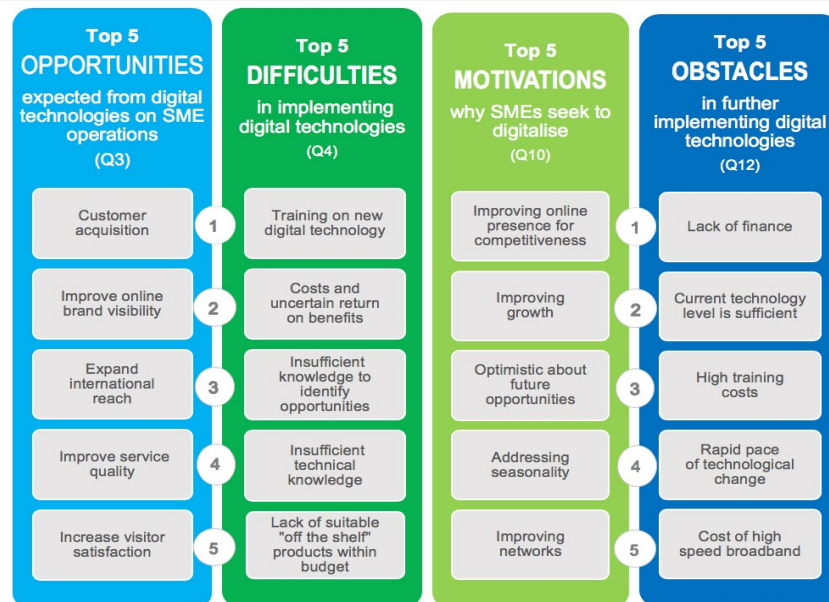 Top 5
OPPORTUNITIES
expected from digital
technologies on SME
operations
(Q3)
Customer
acquisition
1
Improve online
brand visibility
2
Expand
international
reach
3
Improve service
quality
4
Increase visitor
satisfaction
5
Top 5
DIFFICULTIES
in implementing
digital technologies
(Q4)
Training on new
digital technology
Costs and
uncertain return
on benefits
Insufficient
knowledge to
identify
opportunities
Insufficient
technical
knowledge
Lack of suitable
"off the shelf"
products within
budget
Top 5
MOTIVATIONS
why SMEs seek to
digitalise
(Q10)
Improving online
presence for
competitiveness
1
Improving
growth
2
Optimistic about
future
opportunities
3
Addressing
seasonality
4
Improving
networks
5
Top 5
OBSTACLES
in further
implementing digital
technologies
(Q12)
Lack of finance
Current technology
level is sufficient
High training
costs
Rapid pace
of technological
change
Cost of high
speed broadband